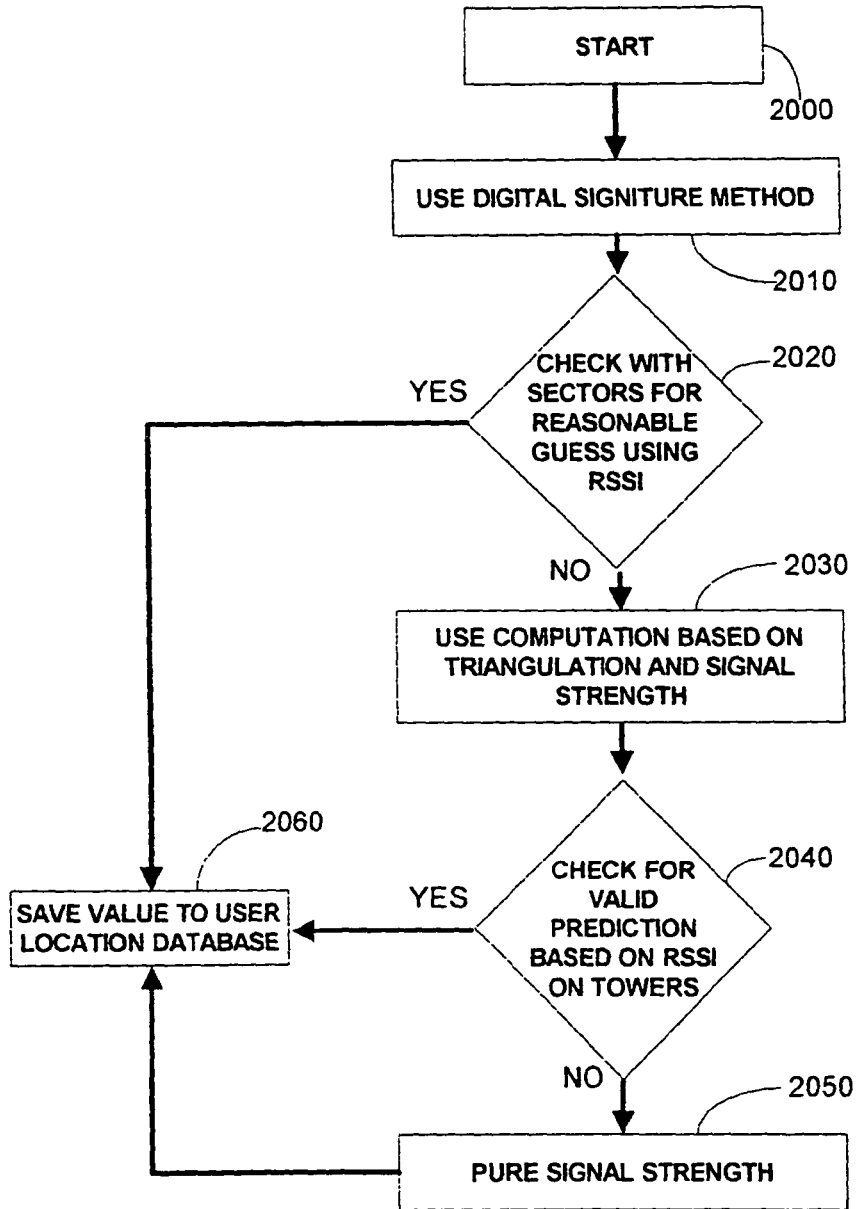 START
2000
USE DIGITAL SIGNITURE METHOD
2010
CHECK WITH
SECTORS FOR
REASONABLE
GUESS USING
RSSI
2020
YES
NO
2030
USE COMPUTATION BASED ON
TRIANGULATION AND SIGNAL
STRENGTH
2060
SAVE VALUE TO USER
LOCATION DATABASE
YES
CHECK FOR
VALID
PREDICTION
BASED ON RSSI
ON TOWERS
2040
NO
2050
PURE SIGNAL STRENGTH